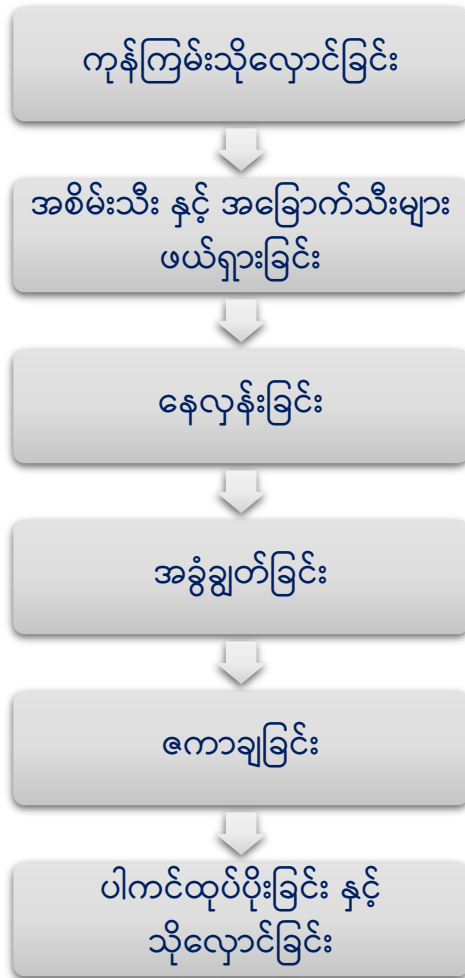 ကုန်ကြမ်းသိုလှောင်ခြင်း
အစိမ်းသီး နှင့် အခြောက်သီးများ
ဖယ်ရှားခြင်း
နေလှန်းခြင်း
အခွံချွတ်ခြင်း
ဇကာချခြင်း
ပါကင်ထုပ်ပိုးခြင်း နှင့်
သိုလှောင်ခြင်း